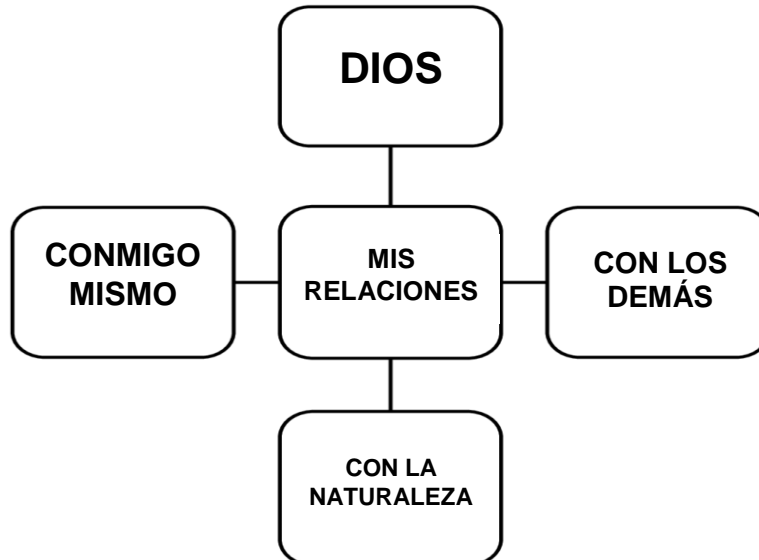 DIOS
CONMIGO
MISMO
MIS
RELACIONES
CON LOS
DEMÁS
CON LA
NATURALEZA